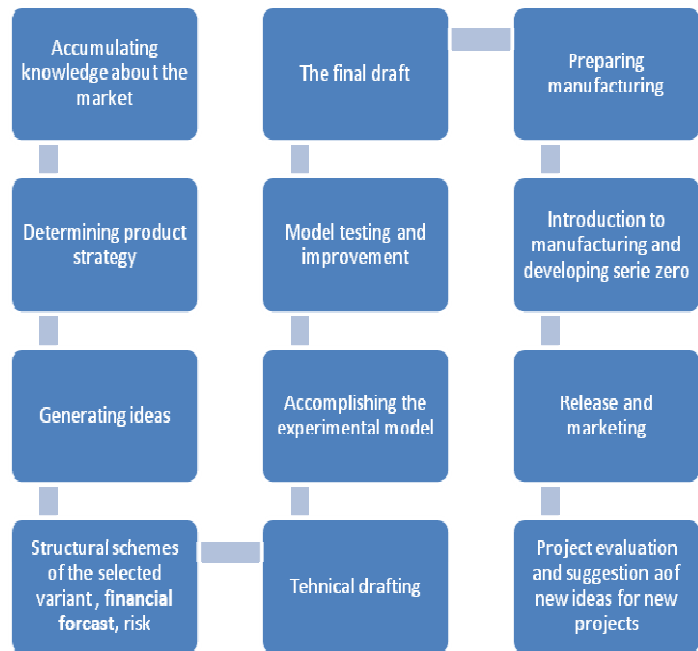 Accumulating
knowledge about the
market
Determining product
strategy
Generating ideas
Structural schemes
of the selected
variant , financial
forcast, risk
Tehnical drafting
Accomplishing the
experimental model
Model testing and
improvement
The final draft
Preparing
manufacturing
Introduction to
manufacturing and
developing serie zero
Release and
marketing
Project evaluation
and suggestion aof
new ideas for new
projects